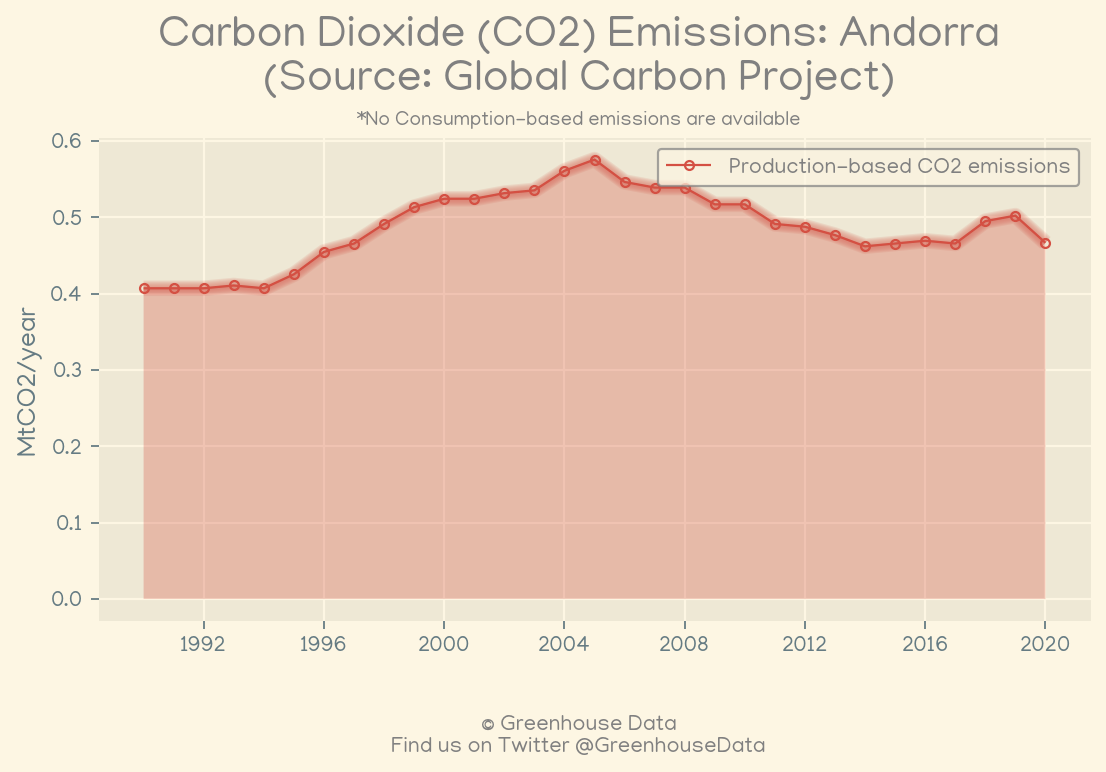 Carbon Dioxide (CO2) Emissions: Andorra
(Source: Global Carbon Project)
*No Consumption-based emissions are available
Production-based CO2 emissions
MtCO2/year
0.6
0.5
0.4
0.3
0.2
0.1
0.0
1992 1996 2000 2004 2008 2012 2016 2020
© Greenhouse Data
Find us on Twitter @GreenhouseData